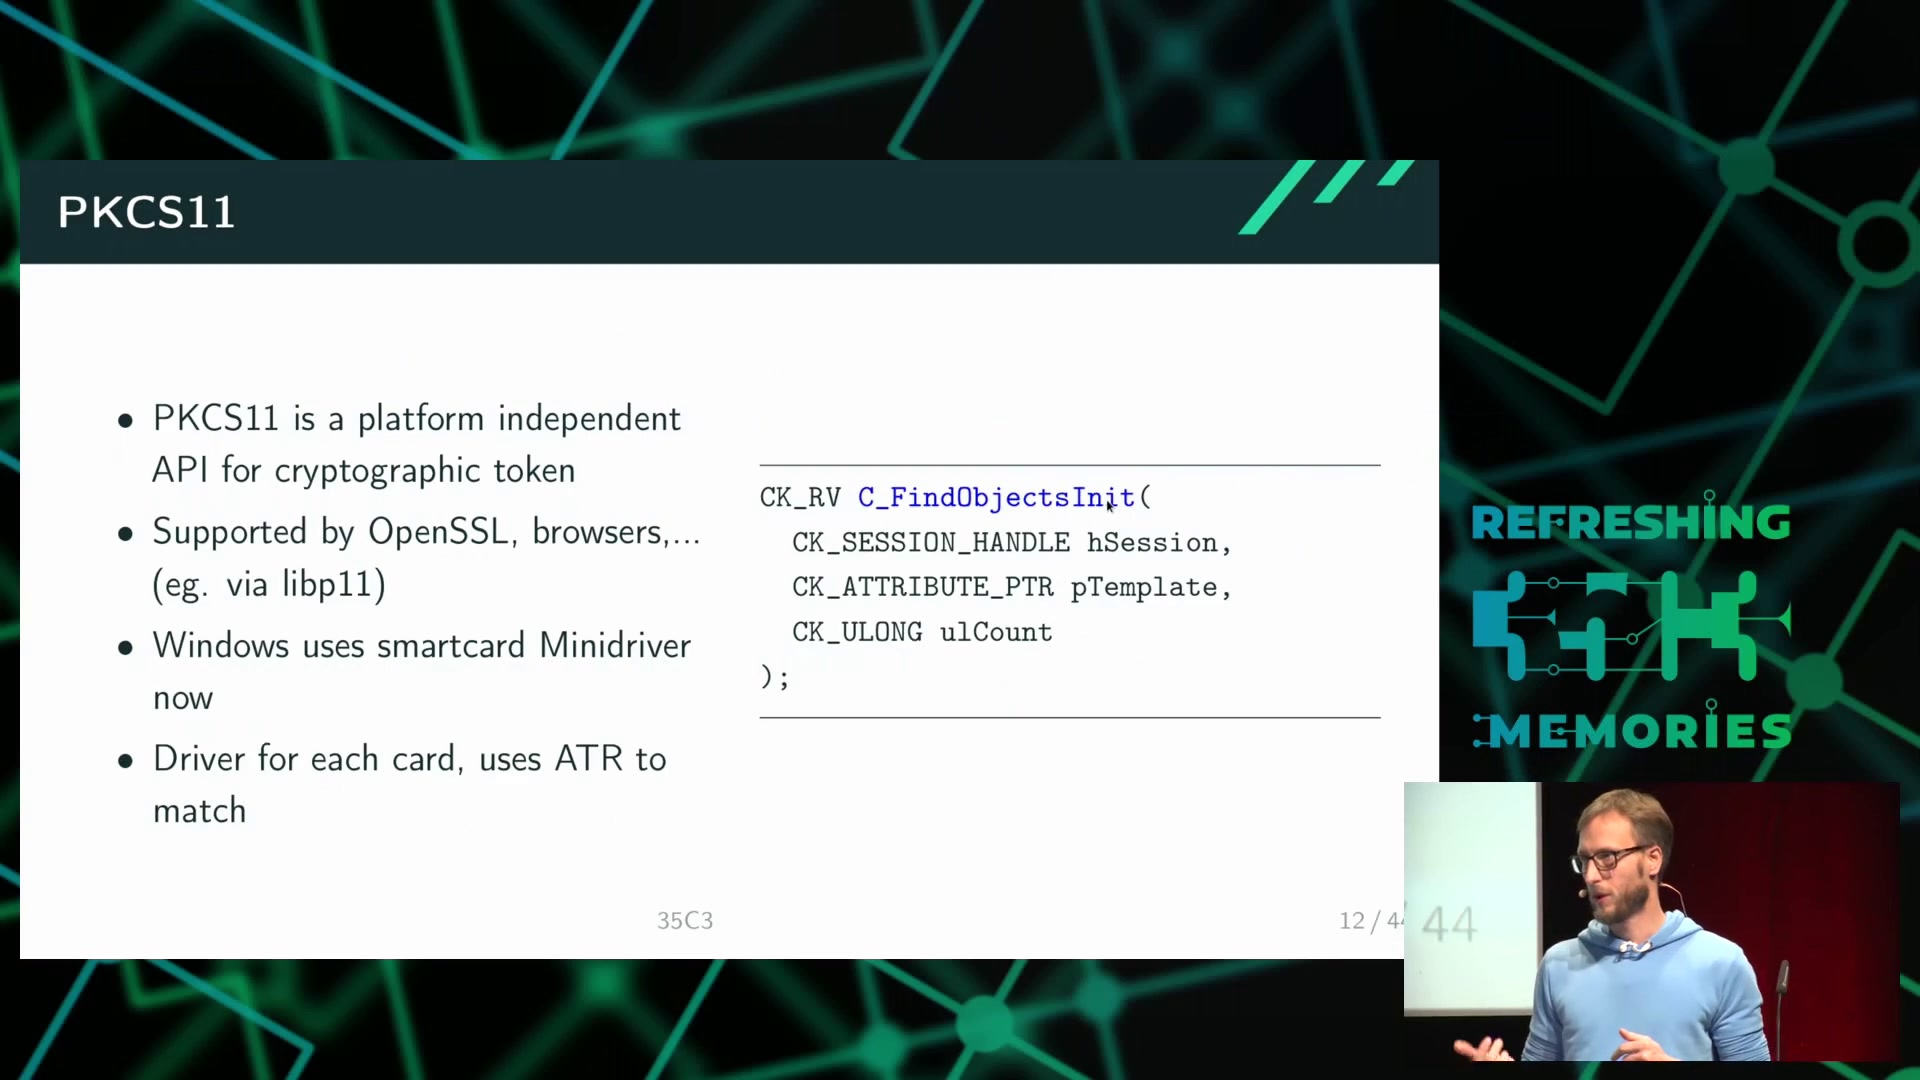 PKCS11
• PKCS11 is a platform independent
API for cryptographic token
• Supported by OpenSSL, browsers,...
(eg. via libp11)
• Windows uses smartcard Minidriver
now
• Driver for each card, uses ATR to
match
CK_RV C_FindObjectsInit(
CK_SESSION_HANDLE hSession,
CK_ATTRIBUTE_PTR pTemplate,
CK_ULONG ulCount
);
35C3
12 / 44
REFRESHING
35C3
MEMORIES
44